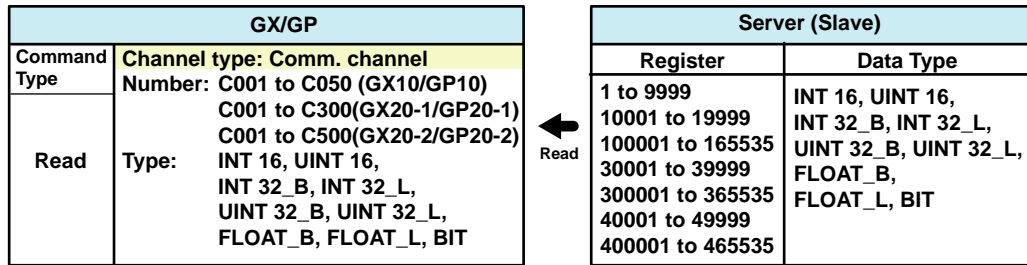 GX/GP
Command
Type
Channel type: Comm. channel
Number: C001 to C050 (GX10/GP10)
C001 to C300(GX20-1/GP20-1)
C001 to C500(GX20-2/GP20-2)
Read
Type: INT 16, UINT 16,
INT 32_B, INT 32_L,
UINT 32_B, UINT 32_L,
FLOAT_B, FLOAT_L, BIT
Read
Server (Slave)
Register
Data Type
1 to 9999
10001 to 19999
100001 to 165535
30001 to 39999
300001 to 365535
40001 to 49999
400001 to 465535
INT 16, UINT 16,
INT 32_B, INT 32_L,
UINT 32_B, UINT 32_L,
FLOAT_B,
FLOAT_L, BIT